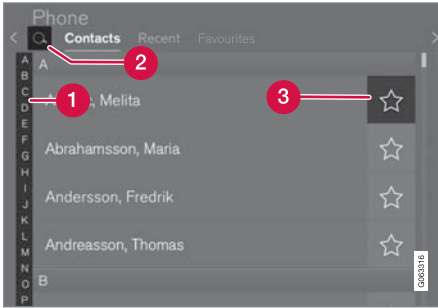 Phone
Contacts Recent Favourites
2
A
A
B
C
D
E
F
G
H
I
J
K
L
M
N
O
P
1
, Melita
3
Abrahamsson, Maria
Andersson, Fredrik
Andreasson, Thomas
B
G063316